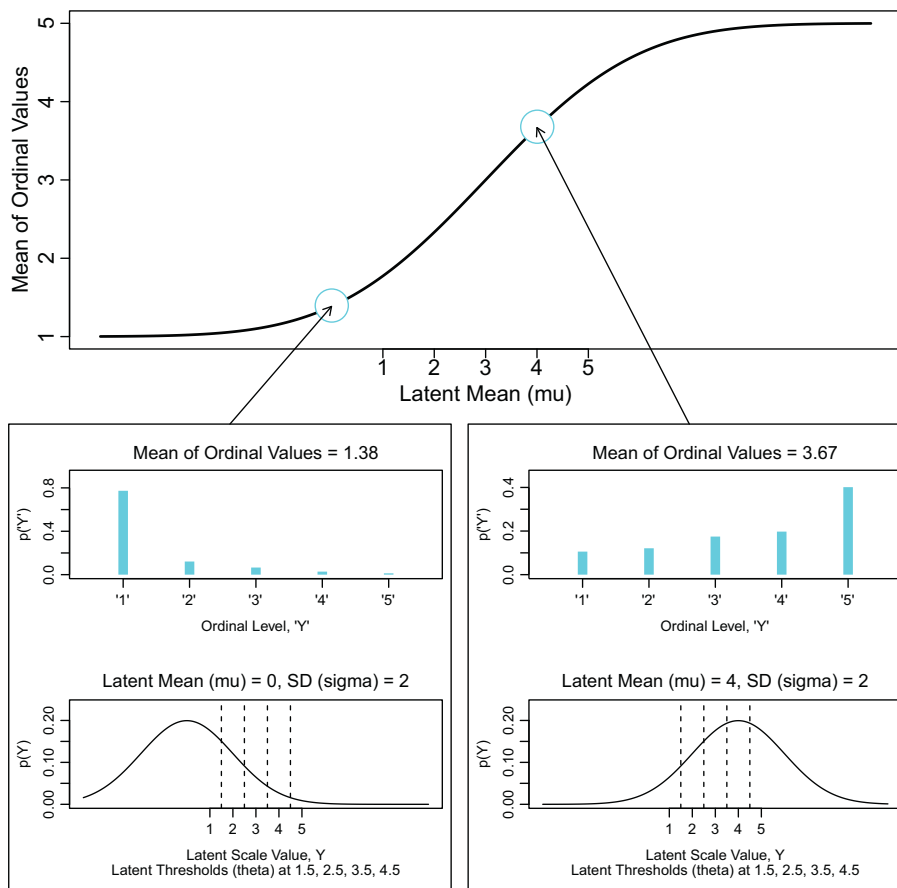 Mean of Ordinal Values
5
4
3
2
1
1 2 3 4 5
Latent Mean (mu)
Mean of Ordinal Values = 1.38
p('Y')
0.8
0.4
0.0
'1' '2' '3' '4' '5'
Ordinal Level, 'Y'
Latent Mean (mu) = 0, SD (sigma) = 2
p(Y)
0.20
0.10
0.00
1 2 3 4 5
Latent Scale Value, Y
Latent Thresholds (theta) at 1.5, 2.5, 3.5, 4.5
Mean of Ordinal Values = 3.67
p('Y')
0.4
0.2
0.0
'1' '2' '3' '4' '5'
Ordinal Level, 'Y'
Latent Mean (mu) = 4, SD (sigma) = 2
p(Y)
0.20
0.10
0.00
1 2 3 4 5
Latent Scale Value, Y
Latent Thresholds (theta) at 1.5, 2.5, 3.5, 4.5